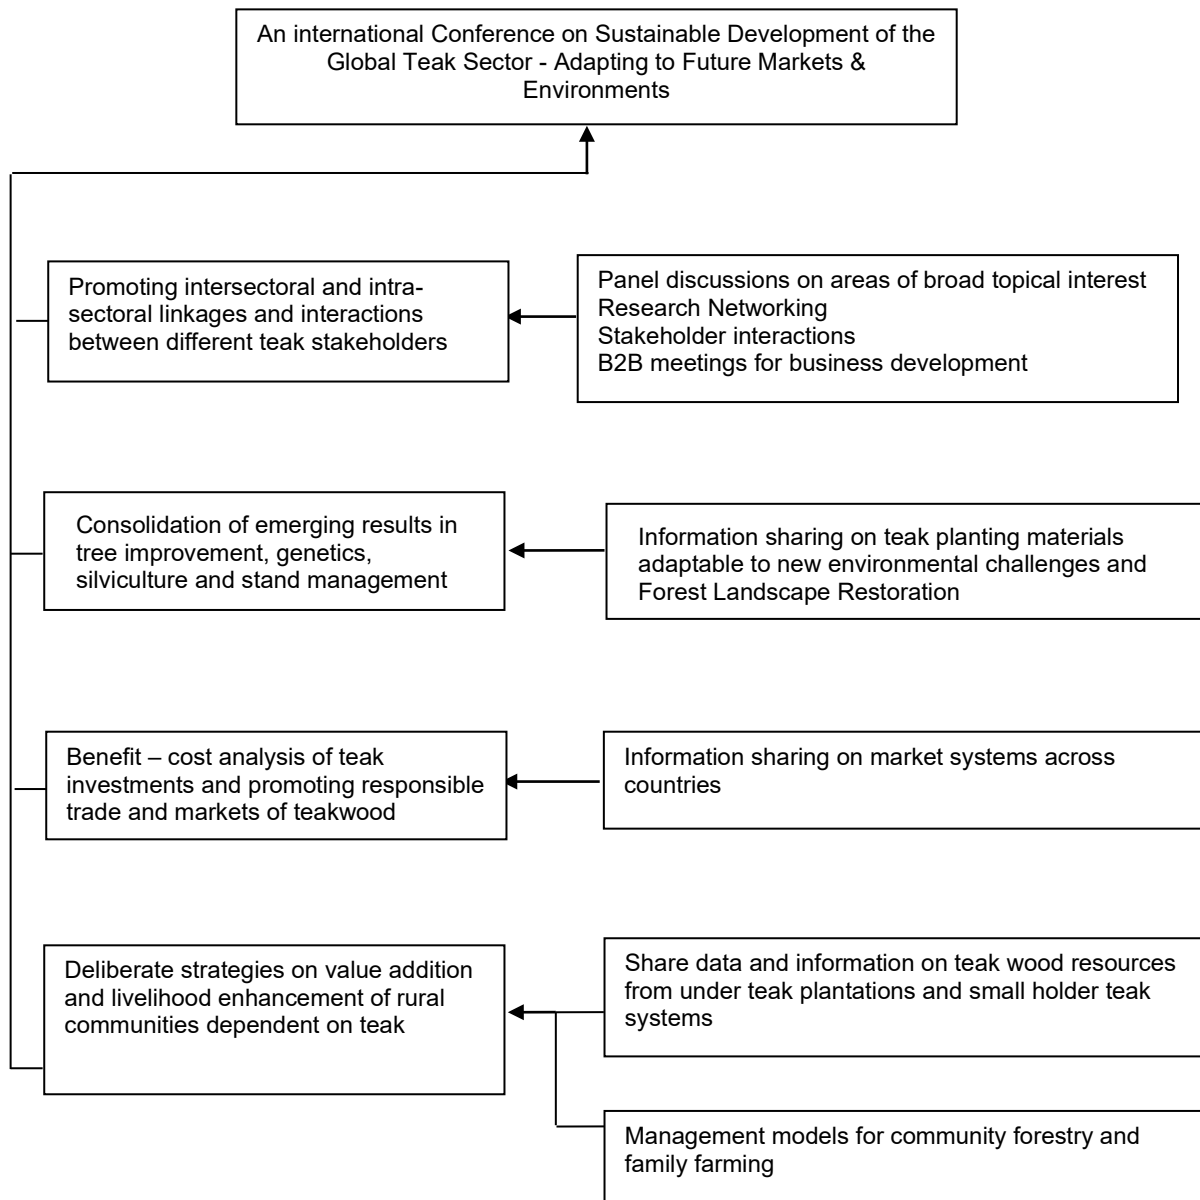 An international Conference on Sustainable Development of the
Global Teak Sector - Adapting to Future Markets &
Environments
Promoting intersectoral and intra-
sectoral linkages and interactions
between different teak stakeholders
Panel discussions on areas of broad topical interest
Research Networking
Stakeholder interactions
B2B meetings for business development
Consolidation of emerging results in
tree improvement, genetics,
silviculture and stand management
Information sharing on teak planting materials
adaptable to new environmental challenges and
Forest Landscape Restoration
Benefit – cost analysis of teak
investments and promoting responsible
trade and markets of teakwood
Information sharing on market systems across
countries
Deliberate strategies on value addition
and livelihood enhancement of rural
communities dependent on teak
Share data and information on teak wood resources
from under teak plantations and small holder teak
systems
Management models for community forestry and
family farming